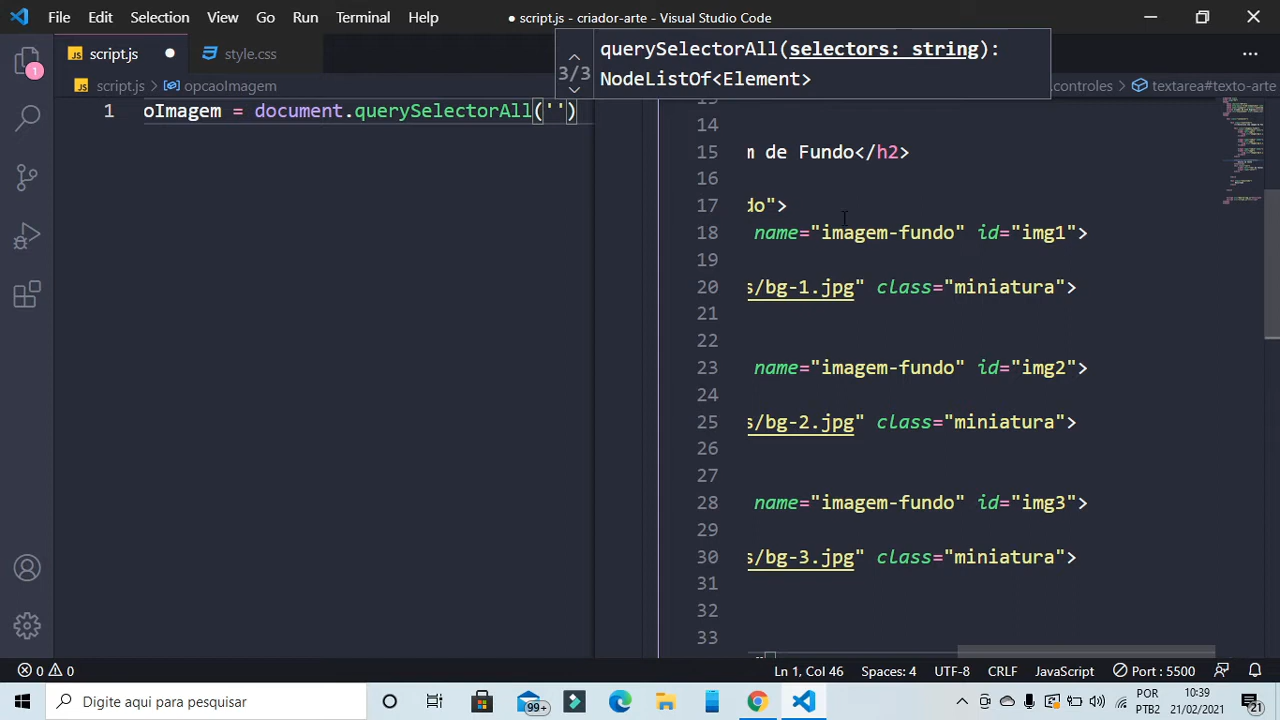 File Edit Selection View Go Run Terminal Help
● script.js - criador-arte - Visual Studio Code
JS script.js ●
style.css
...
JS script.js > opcaoImagem
controles > textarea#texto-arte
3/3
querySelectorAll(selectors: string):
NodeListOf<Element>
1 oImagem = document.querySelectorAll('')
14
15 m de Fundo</h2>
16
17 do">
18 name="imagem-fundo" id="img1">
19
20 s/bg-1.jpg" class="miniatura">
21
22
23 name="imagem-fundo" id="img2">
24
25 s/bg-2.jpg" class="miniatura">
26
27
28 name="imagem-fundo" id="img3">
29
30 s/bg-3.jpg" class="miniatura">
31
32
33
1
0 0
Ln 1, Col 46 Spaces: 4 UTF-8 CRLF JavaScript Port : 5500
Digite aqui para pesquisar
99+
POR
PTB2
10:39
21/02/2021
21